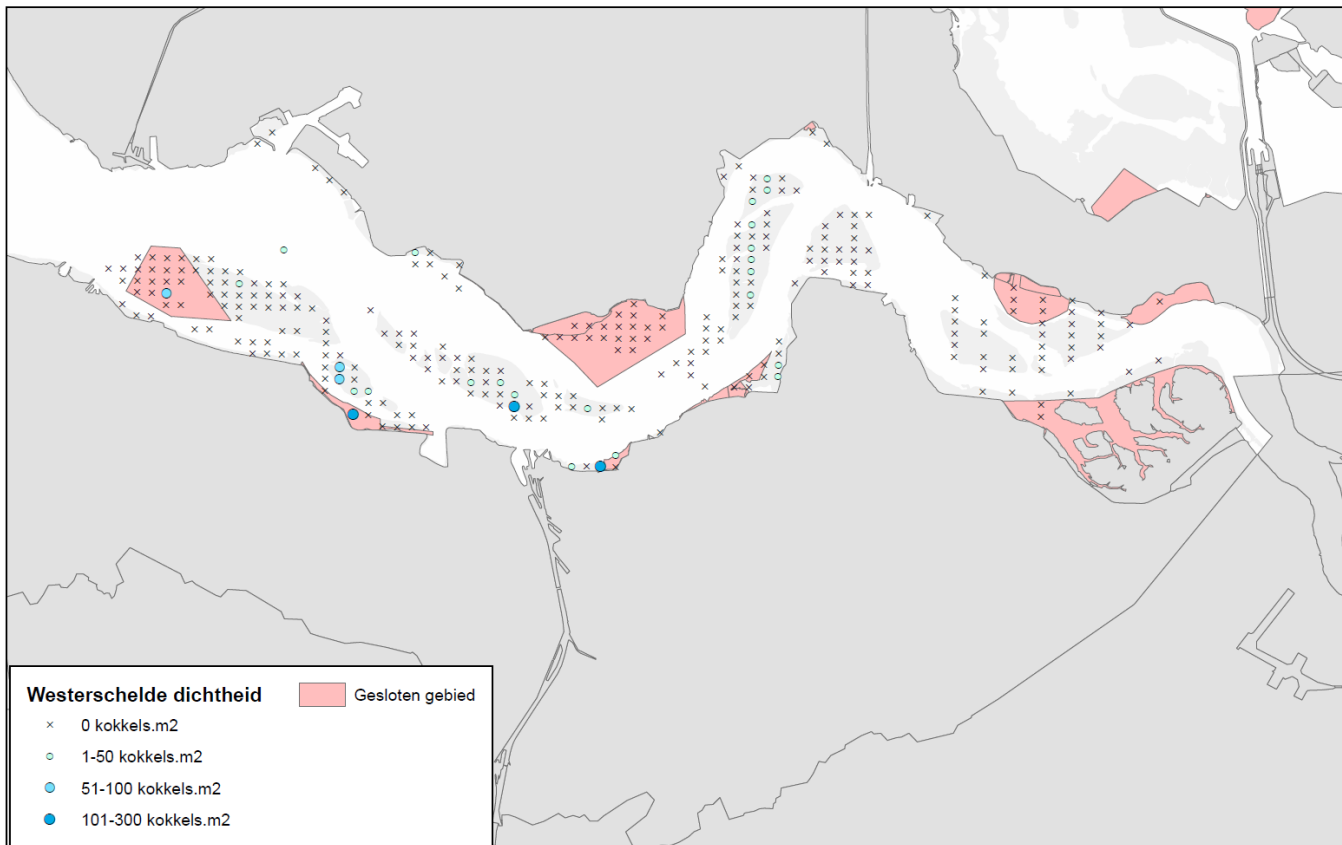 Westerschelde dichtheid
Gesloten gebied
0 kokkels.m2
1-50 kokkels.m2
51-100 kokkels.m2
101-300 kokkels.m2